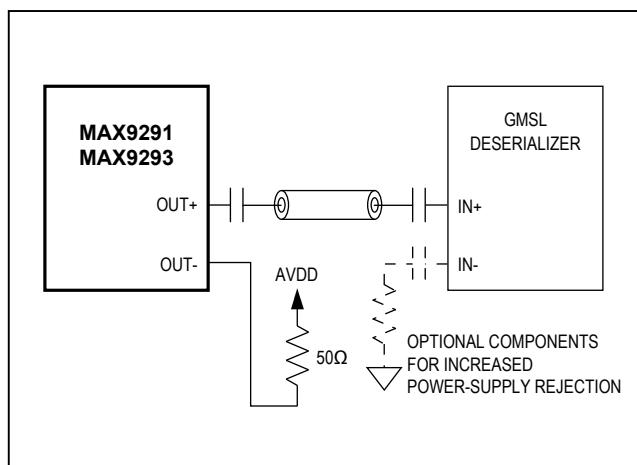 MAX9291
MAX9293
GMSL
DESERIALIZER
OUT+
IN+
OUT-
IN-
AVDD
50Ω
OPTIONAL COMPONENTS
FOR INCREASED
POWER-SUPPLY REJECTION